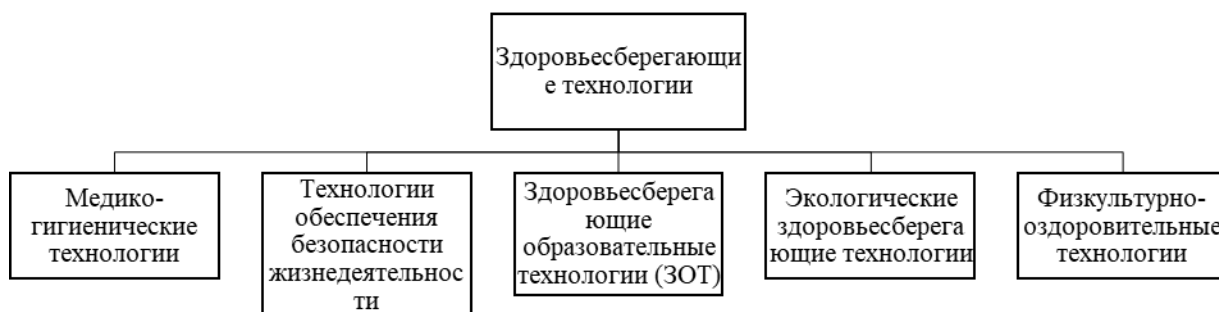 Здоровьесберегающи
е технологии
Медико-
гигиенические
технологии
Технологии
обеспечения
безопасности
жизнедеятельнос
ти
Здоровьесберега
ющие
образовательные
технологии (ЗОТ)
Экологические
здоровьесберега
ющие технологии
Физкультурно-
оздоровительные
технологии